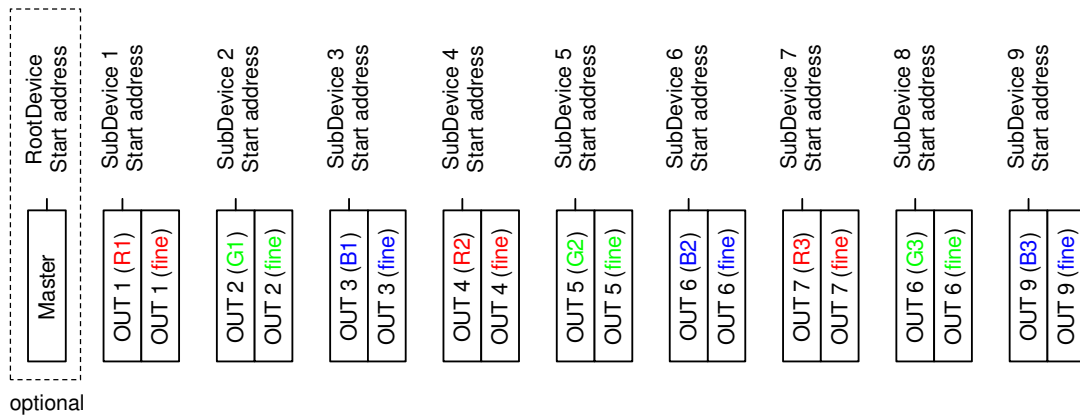 RootDevice
Start address
SubDevice 1
Start address
SubDevice 2
Start address
SubDevice 3
Start address
SubDevice 4
Start address
SubDevice 5
Start address
SubDevice 6
Start address
SubDevice 7
Start address
SubDevice 8
Start address
SubDevice 9
Start address
Master
OUT 1 (R1)
OUT 1 (fine)
OUT 2 (G1)
OUT 2 (fine)
OUT 3 (B1)
OUT 3 (fine)
OUT 4 (R2)
OUT 4 (fine)
OUT 5 (G2)
OUT 5 (fine)
OUT 6 (B2)
OUT 6 (fine)
OUT 7 (R3)
OUT 7 (fine)
OUT 6 (G3)
OUT 6 (fine)
OUT 9 (B3)
OUT 9 (fine)
optional